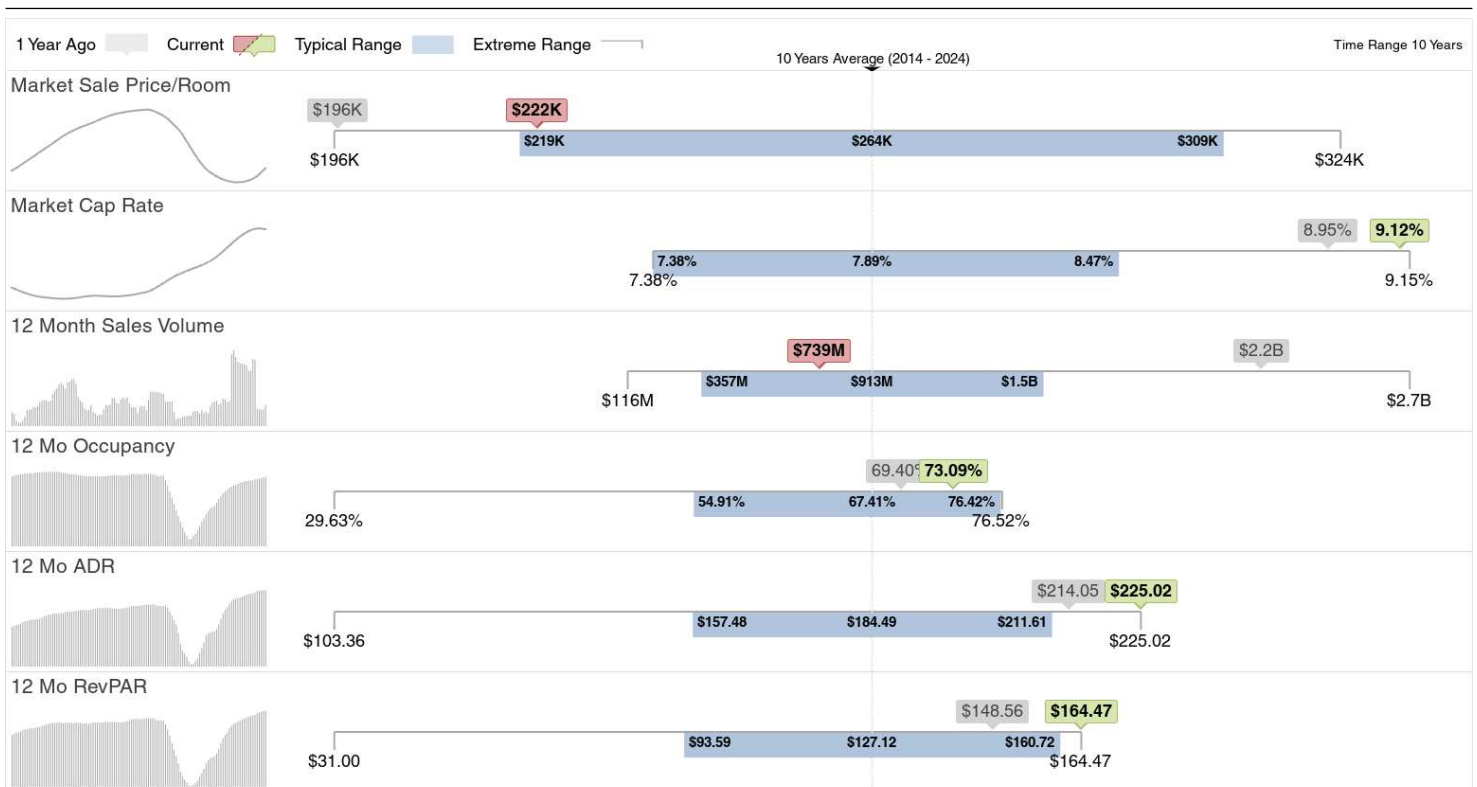 1 Year Ago Current Typical Range Extreme Range
10 Years Average (2014 - 2024)
Time Range 10 Years
Market Sale Price/Room
$196K $222K
$219K $264K $309K
$196K $324K
Market Cap Rate
8.95% 9.12%
7.38% 7.89% 8.47%
7.38% 9.15%
12 Month Sales Volume
$739M $2.2B
$357M $913M $1.5B
$116M $2.7B
12 Mo Occupancy
69.40% 73.09%
54.91% 67.41% 76.42%
29.63% 76.52%
12 Mo ADR
$214.05 $225.02
$157.48 $184.49 $211.61
$103.36 $225.02
12 Mo RevPAR
$148.56 $164.47
$93.59 $127.12 $160.72
$31.00 $164.47